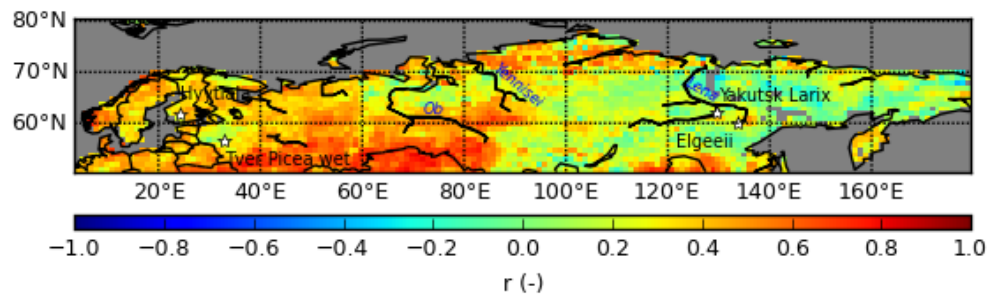 80°N
70°N
60°N
Hyytiala
Tver Picea wet
Ob
Jennisei
Lena
Yakutsk Larix
Elgeeii
20°E 40°E 60°E 80°E 100°E 120°E 140°E 160°E
−1.0 −0.8 −0.6 −0.4 −0.2 0.0 0.2 0.4 0.6 0.8 1.0
r (-)